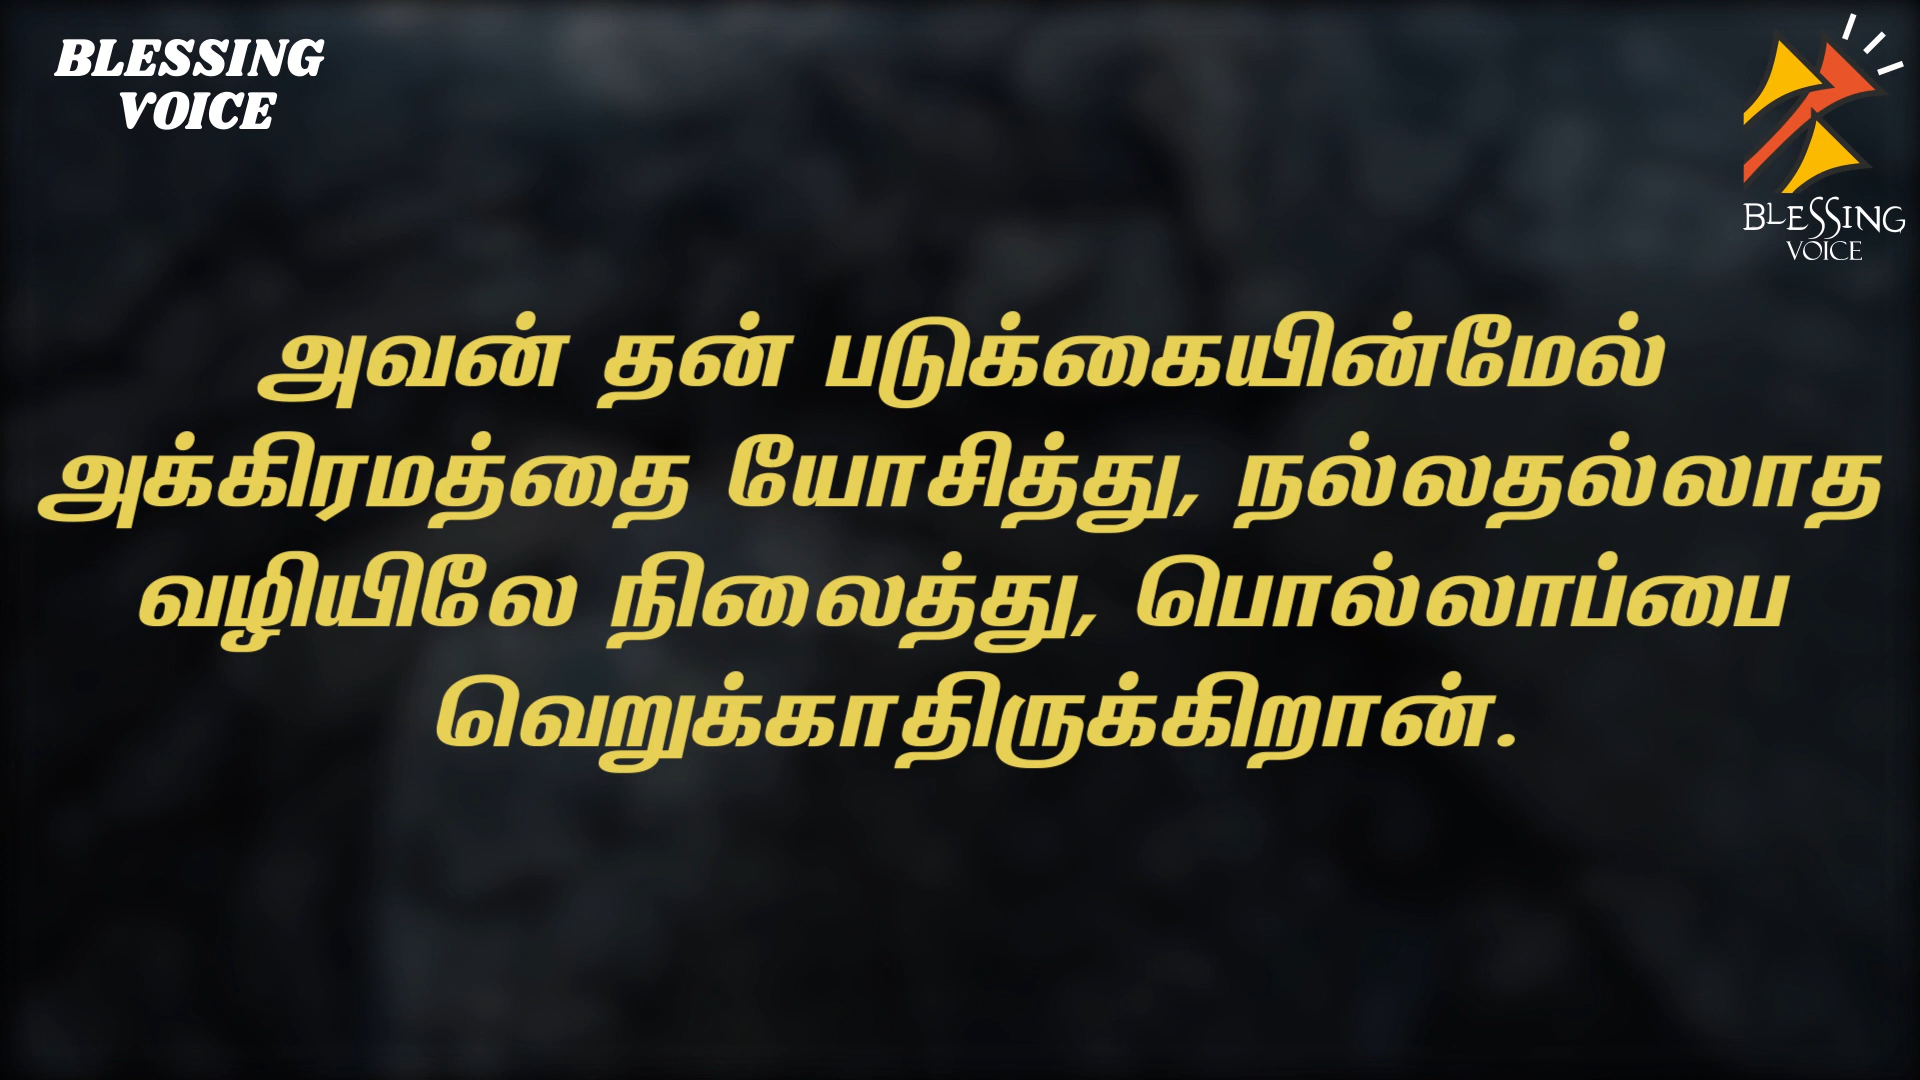 BLESSING
VOICE
BLESSING
VOICE
அவன் தன் படுக்கையின்மேல்
அக்கிரமத்தை யோசித்து, நல்லதல்லாத
வழியிலே நிலைத்து, பொல்லாப்பை
வெறுக்காதிருக்கிறான்.